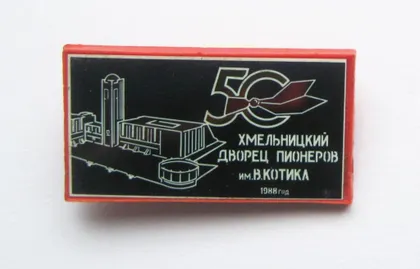 50
ХМЕЛЬНИЦКИЙ
ДВОРЕЦ ПИОНЕРОВ
им. В.КОТИКА
1988 год